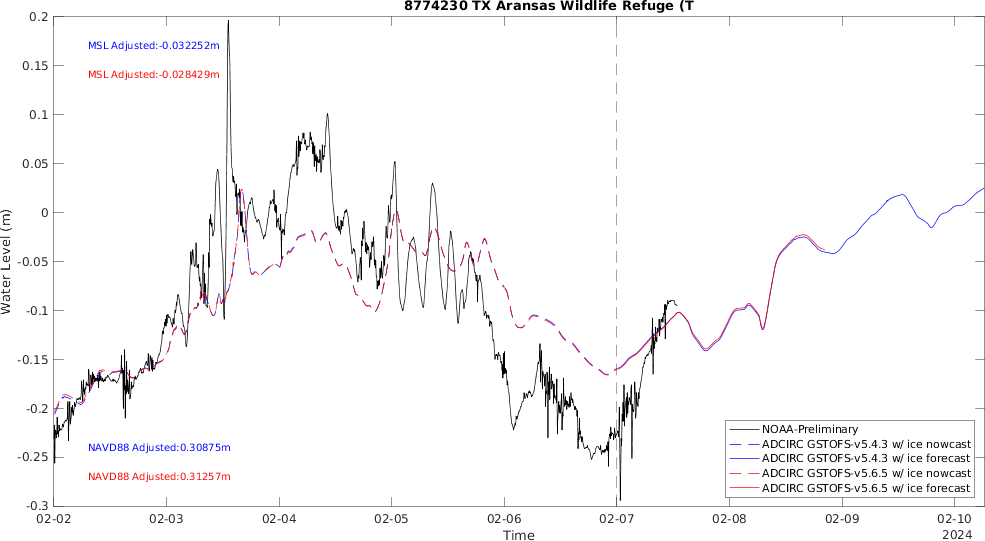 8774230 TX Aransas Wildlife Refuge (T
0.2
0.15
0.1
0.05
0
-0.05
-0.1
-0.15
-0.2
-0.25
-0.3
Water Level (m)
MSL Adjusted:-0.032252m
MSL Adjusted:-0.028429m
NAVD88 Adjusted:0.30875m
NAVD88 Adjusted:0.31257m
NOAA-Preliminary
ADCIRC GSTOFS-v5.4.3 w/ ice nowcast
ADCIRC GSTOFS-v5.4.3 w/ ice forecast
ADCIRC GSTOFS-v5.6.5 w/ ice nowcast
ADCIRC GSTOFS-v5.6.5 w/ ice forecast
02-02 02-03 02-04 02-05 02-06 02-07 02-08 02-09 02-10
2024
Time